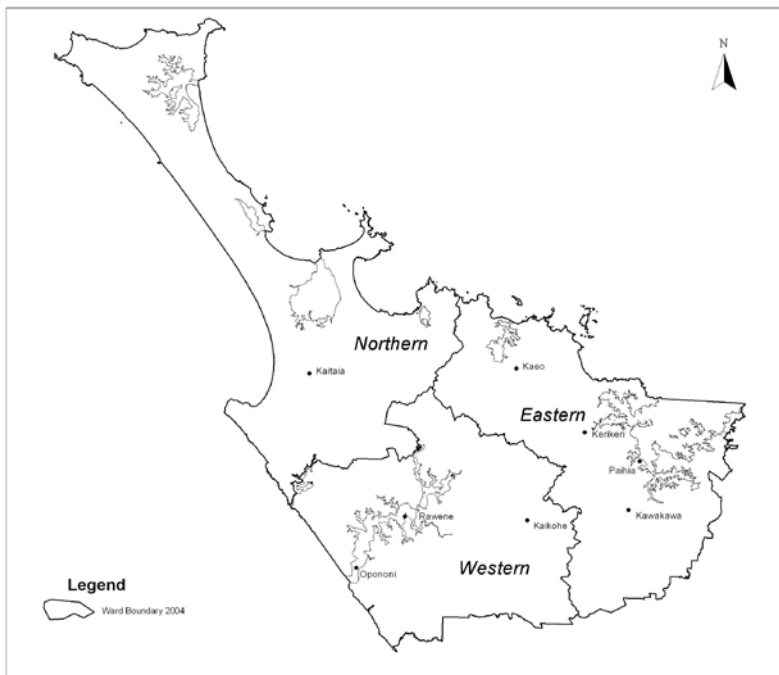 N
Northern
Kaitaia
Kaeo
Eastern
Kerikeri
Paihia
Rawene
Kaikohe
Kawakawa
Opononi
Western
Legend
Ward Boundary 2004